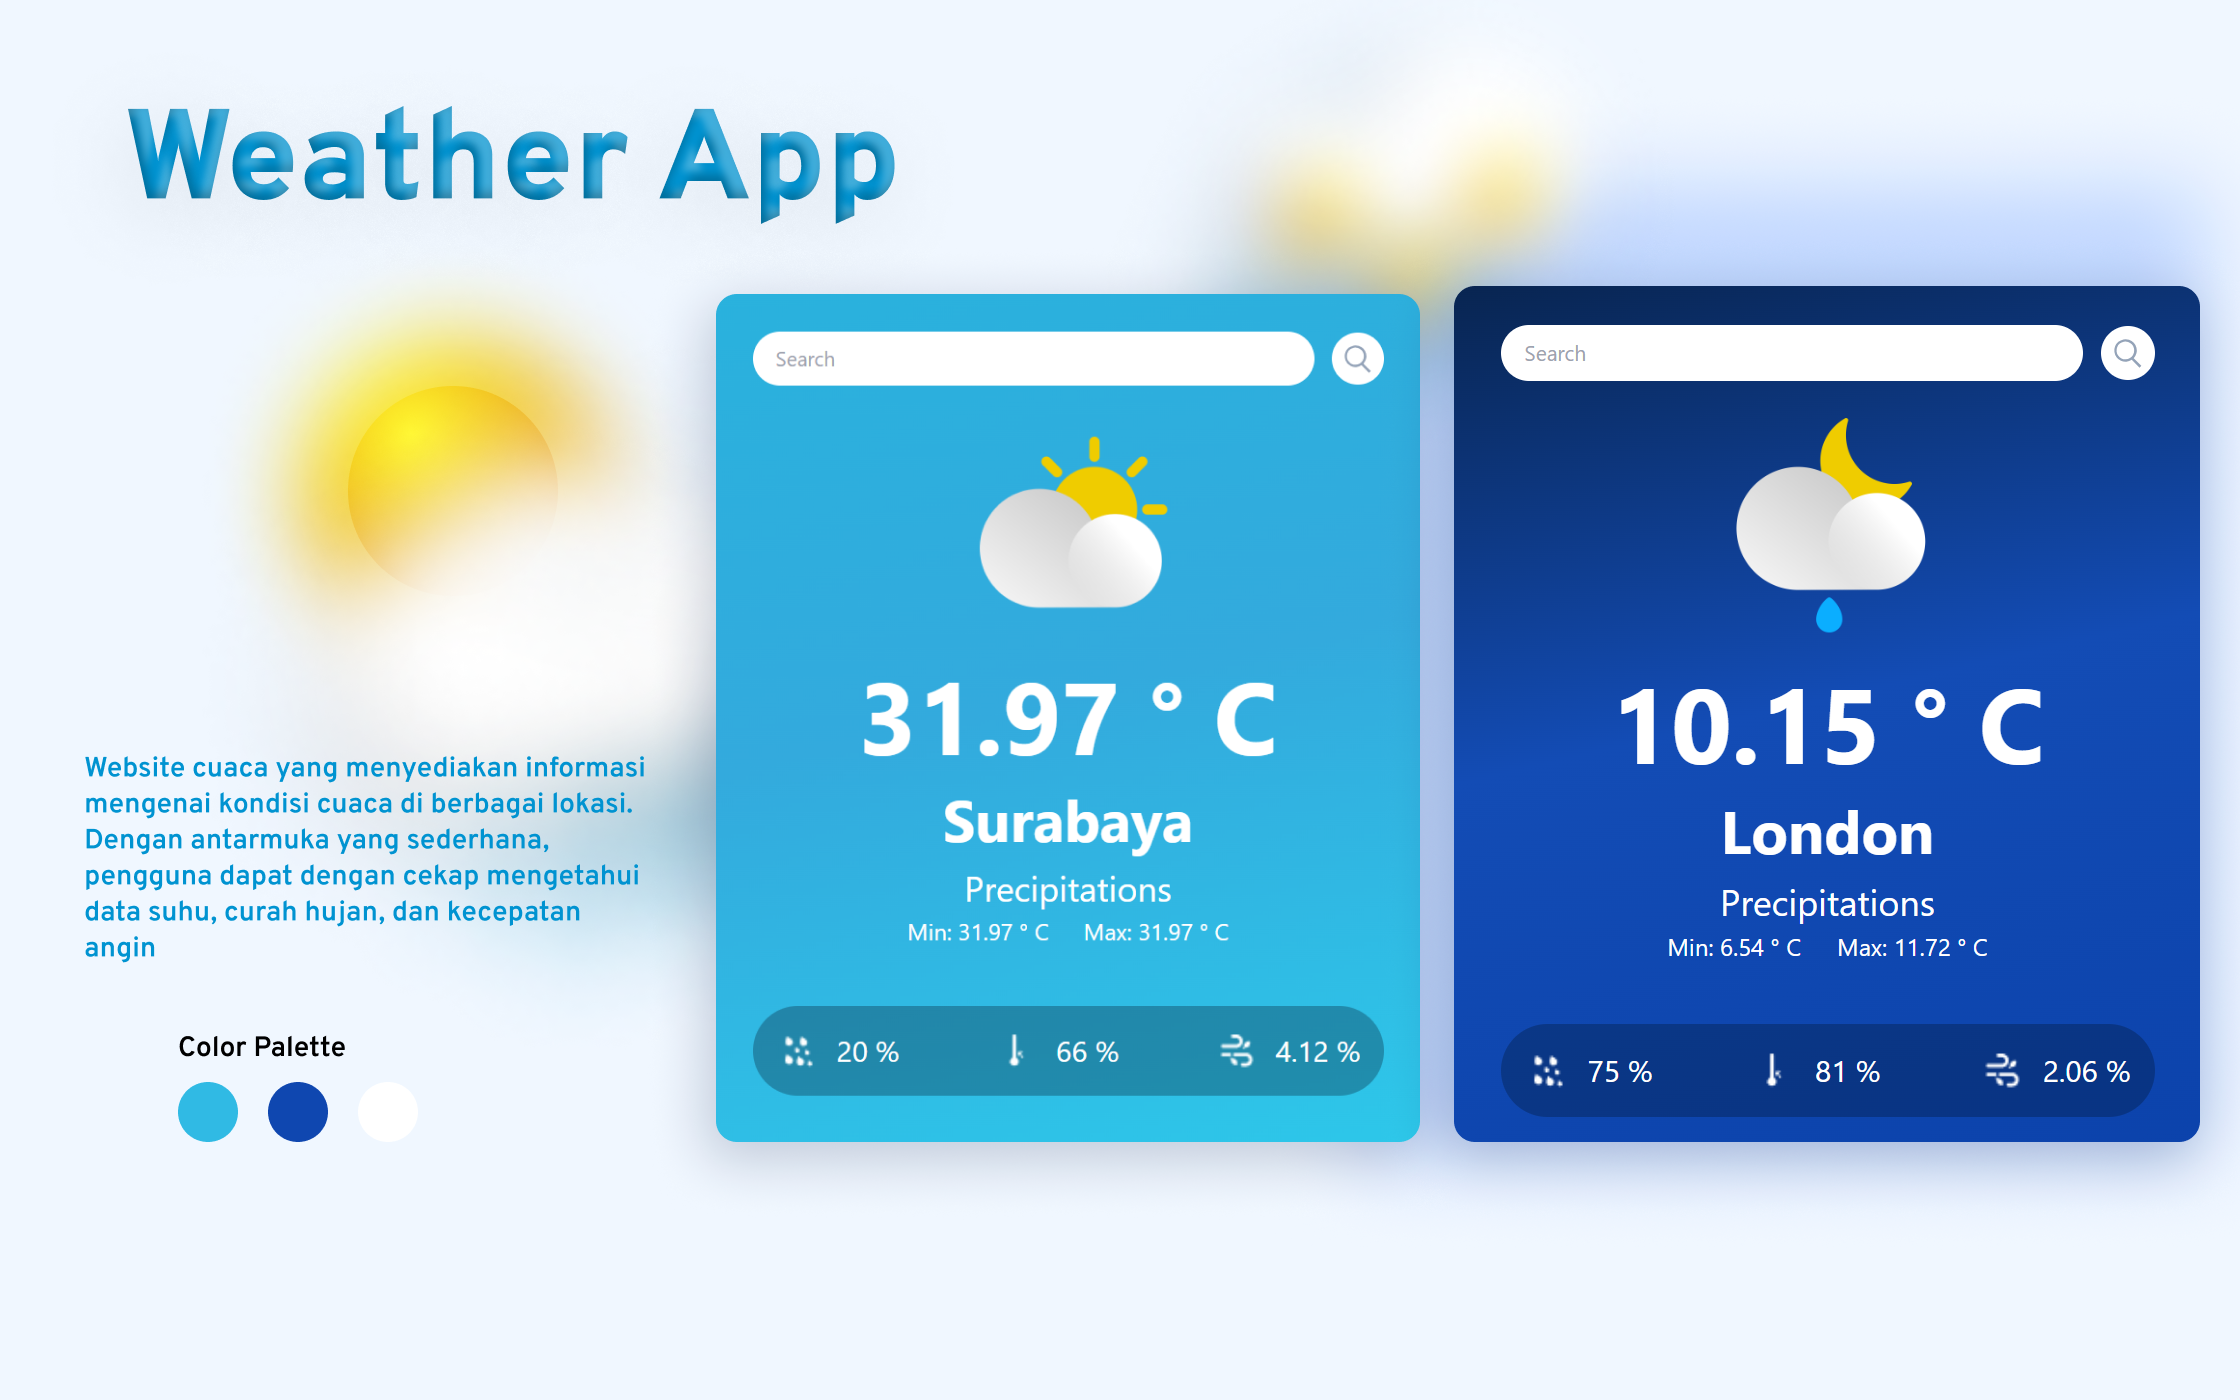 Weather App
Website cuaca yang menyediakan informasi
mengenai kondisi cuaca di berbagai lokasi.
Dengan antarmuka yang sederhana,
pengguna dapat dengan cekap mengetahui
data suhu, curah hujan, dan kecepatan
angin
Color Palette
Search
31.97 ° C
Surabaya
Precipitations
Min: 31.97 ° C Max: 31.97 ° C
20 % 66 % 4.12 %
Search
10.15 ° C
London
Precipitations
Min: 6.54 ° C Max: 11.72 ° C
75 % 81 % 2.06 %